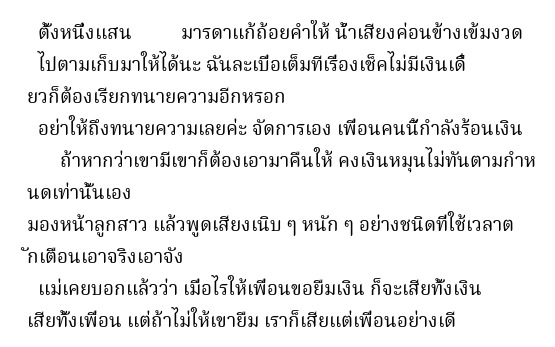 ตั้งหนึ่งแสน มารดาแก้ถ้อยคำให้ น้ำเสียงค่อนข้างเข้มงวด
ไปตามเก็บมาให้ได้นะ ฉันละเบื่อเต็มทีเรื่องเช็คไม่มีเงินเดี๋
ยวก็ต้องเรียกทนายความอีกหรอก
อย่าให้ถึงทนายความเลยค่ะ จัดการเอง เพื่อนคนนี้กำลังร้อนเงิน
ถ้าหากว่าเขามีเขาก็ต้องเอามาคืนให้ คงเงินหมุนไม่ทันตามกำห
นดเท่านั้นเอง
มองหน้าลูกสาว แล้วพูดเสียงเนิบ ๆ หนัก ๆ อย่างชนิดที่ใช้เวลาต
ักเตือนเอาจริงเอาจัง
แม่เคยบอกแล้วว่า เมื่อไรให้เพื่อนขอยืมเงิน ก็จะเสียทั้งเงิน
เสียทั้งเพื่อน แต่ถ้าไม่ให้เขายืม เราก็เสียแต่เพื่อนอย่างเดี